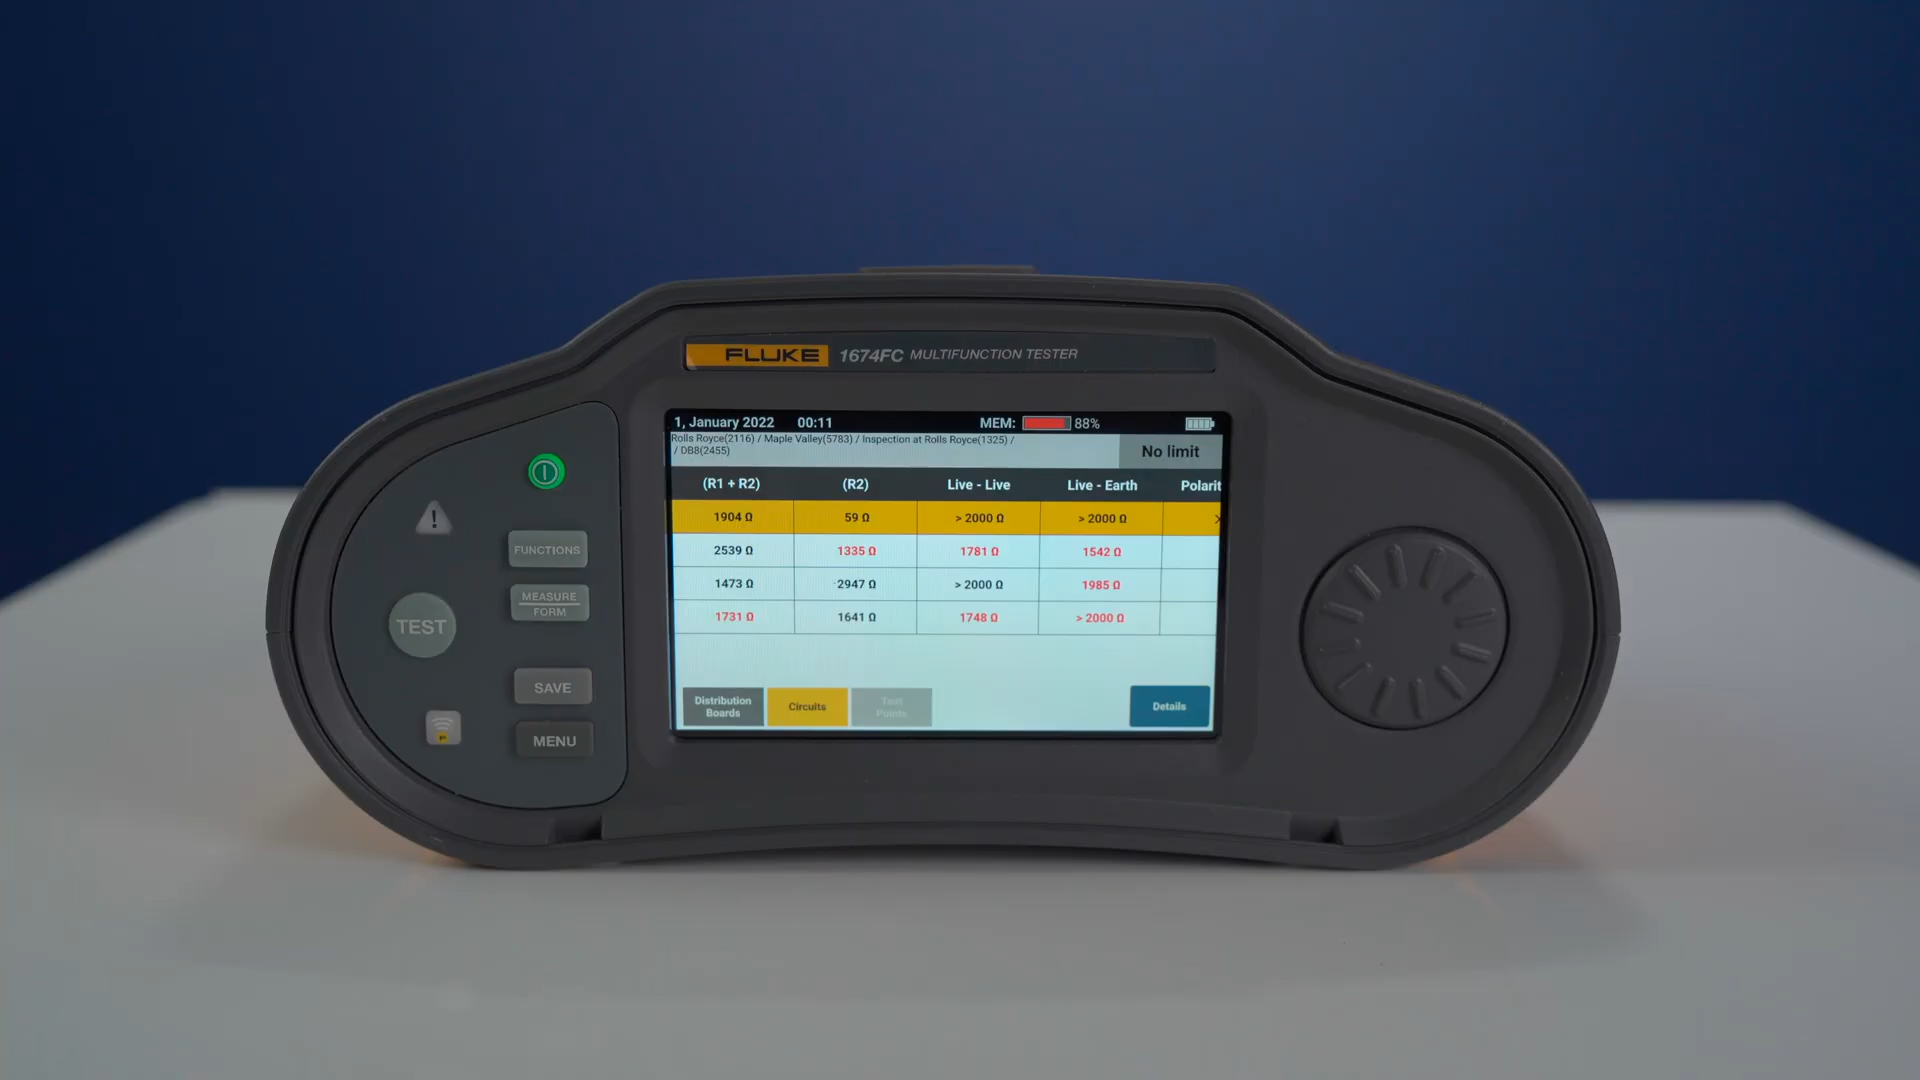 FLUKE 1674FC MULTIFUNCTION TESTER
1, January 2022 00:11 MEM: 88%
Rolls Royce(2116) / Maple Valley(5783) / Inspection at Rolls Royce(1325) /
/ DB8(2455)
No limit
(R1 + R2) (R2) Live - Live Live - Earth Polarit
1904 Ω 59 Ω > 2000 Ω > 2000 Ω
2539 Ω 1335 Ω 1781 Ω 1542 Ω
1473 Ω 2947 Ω > 2000 Ω 1985 Ω
1731 Ω 1641 Ω 1748 Ω > 2000 Ω
Distribution
Boards
Circuits
Test
Points
Details
!
FUNCTIONS
MEASURE
FORM
TEST
SAVE
MENU